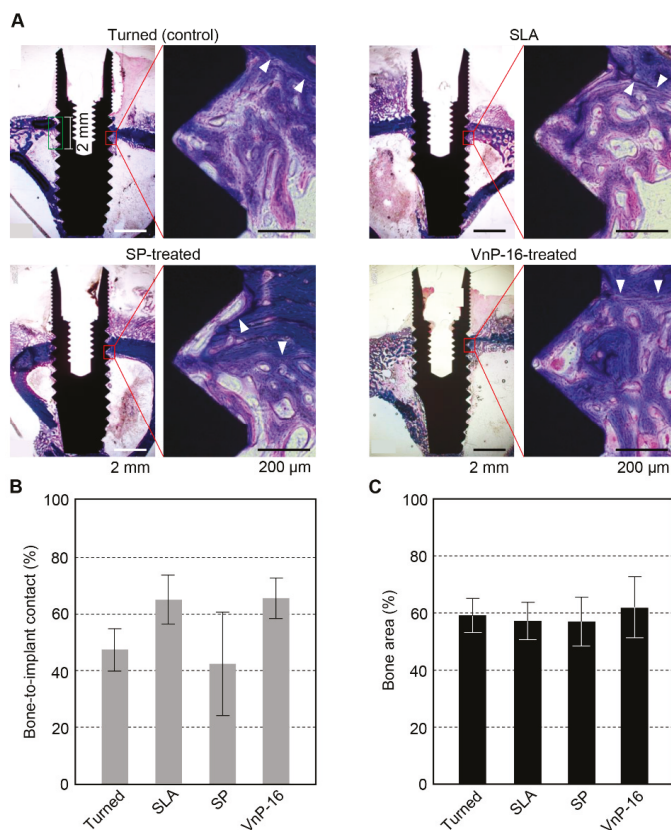 A
Turned (control)
SLA
2 mm
SP-treated
VnP-16-treated
2 mm
200 µm
2 mm
200 µm
B
C
100
80
60
40
20
0
Bone-to-implant contact (%)
Turned
SLA
SP
VnP-16
100
80
60
40
20
0
Bone area (%)
Turned
SLA
SP
VnP-16